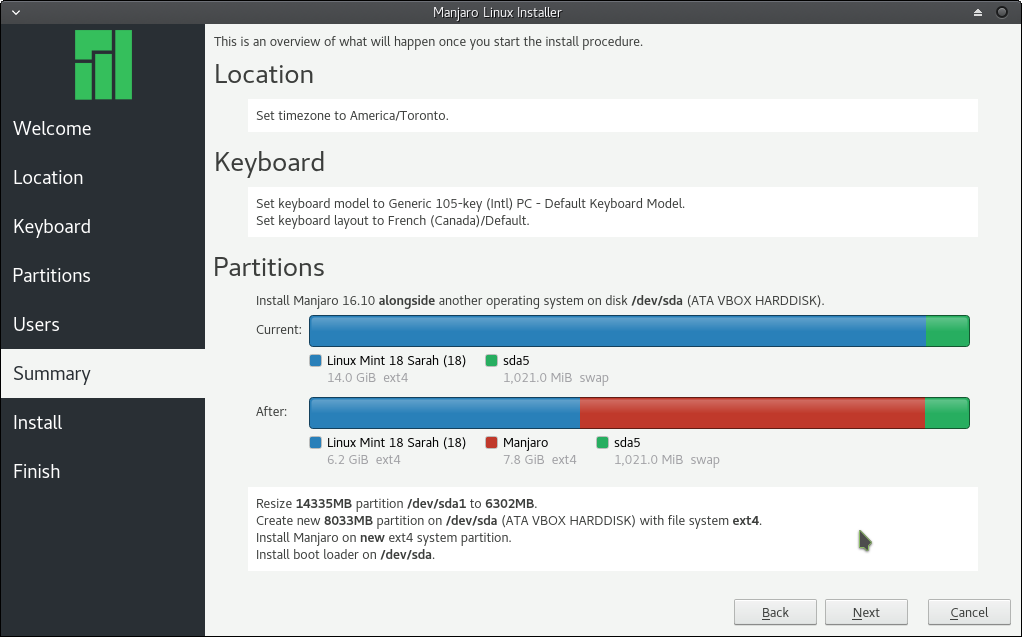 Manjaro Linux Installer
Welcome
Location
Keyboard
Partitions
Users
Summary
Install
Finish
This is an overview of what will happen once you start the install procedure.
Location
Set timezone to America/Toronto.
Keyboard
Set keyboard model to Generic 105-key (Intl) PC - Default Keyboard Model.
Set keyboard layout to French (Canada)/Default.
Partitions
Install Manjaro 16.10 alongside another operating system on disk /dev/sda (ATA VBOX HARDDISK).
Current:
Linux Mint 18 Sarah (18) sda5
14.0 GiB ext4 1,021.0 MiB swap
After:
Linux Mint 18 Sarah (18) Manjaro sda5
6.2 GiB ext4 7.8 GiB ext4 1,021.0 MiB swap
Resize 14335MB partition /dev/sda1 to 6302MB.
Create new 8033MB partition on /dev/sda (ATA VBOX HARDDISK) with file system ext4.
Install Manjaro on new ext4 system partition.
Install boot loader on /dev/sda.
Back Next Cancel